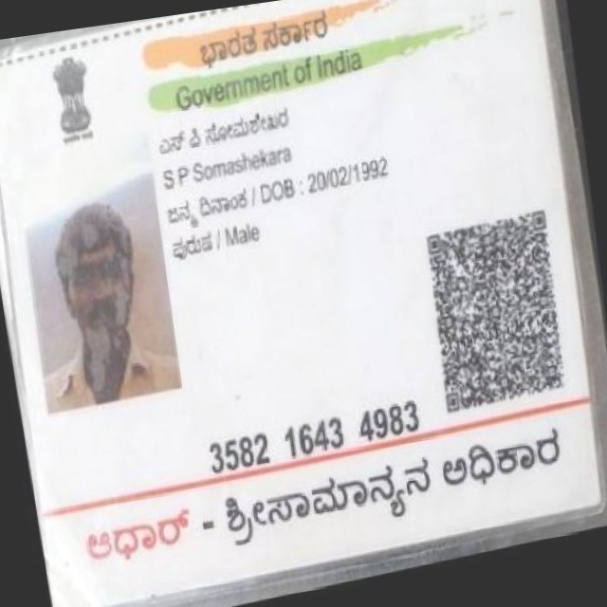 ಭಾರತ ಸರ್ಕಾರ
Government of India
ಎಸ್ ಪಿ ಸೋಮಶೇಖರ
S P Somashekara
ಜನ್ಮ ದಿನಾಂಕ / DOB : 20/02/1992
ಪುರುಷ / Male
3582 1643 4983
ಆಧಾರ್ - ಶ್ರೀಸಾಮಾನ್ಯನ ಅಧಿಕಾರ